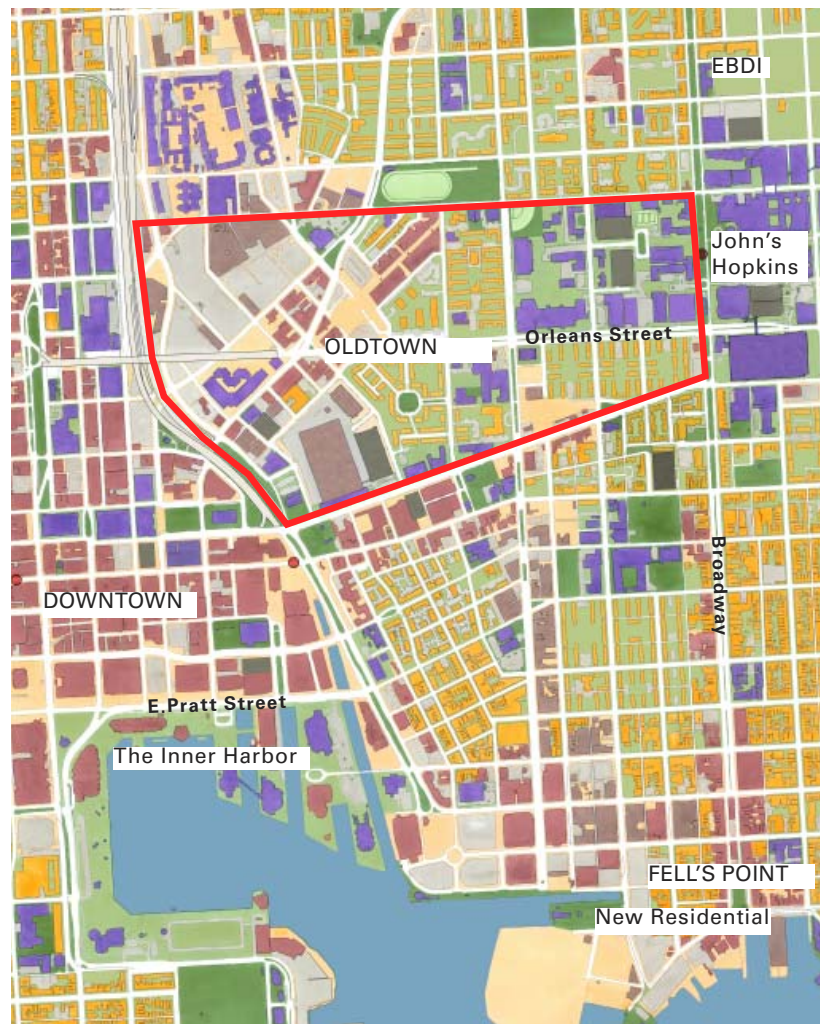 EBDI
John's
Hopkins
Orleans Street
OLDTOWN
Broadway
DOWNTOWN
E.Pratt Street
The Inner Harbor
FELL'S POINT
New Residential